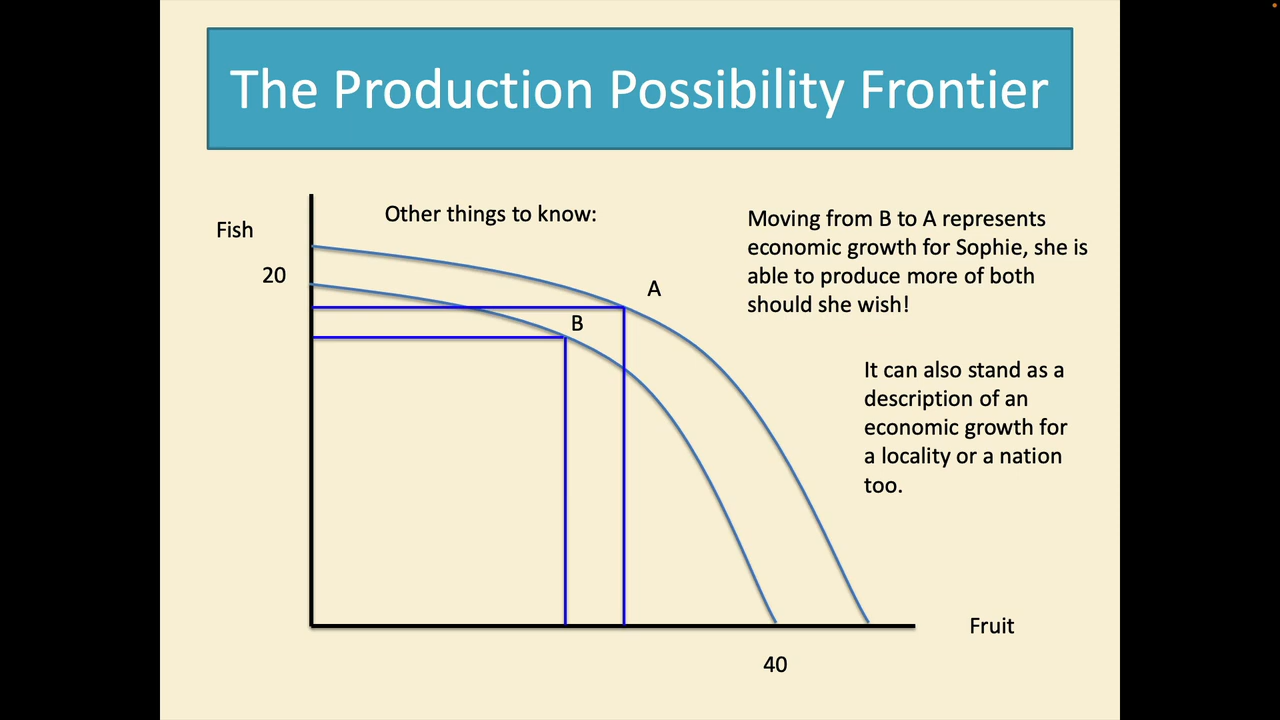 The Production Possibility Frontier
Other things to know:
Fish
20
A
B
Moving from B to A represents
economic growth for Sophie, she is
able to produce more of both
should she wish!
It can also stand as a
description of an
economic growth for
a locality or a nation
too.
Fruit
40